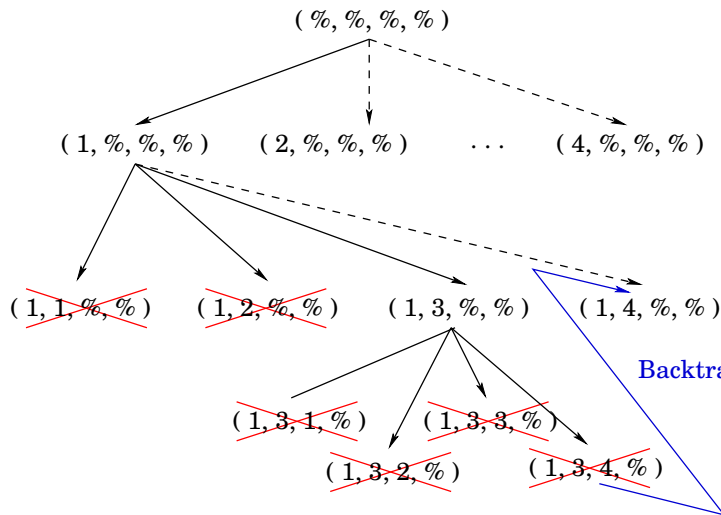 ( %, %, %, % )
( 1, %, %, % ) ( 2, %, %, % ) ... ( 4, %, %, % )
( 1, 1, %, % ) ( 1, 2, %, % ) ( 1, 3, %, % ) ( 1, 4, %, % )
Backtra
( 1, 3, 1, % ) ( 1, 3, 3, % )
( 1, 3, 2, % ) ( 1, 3, 4, % )